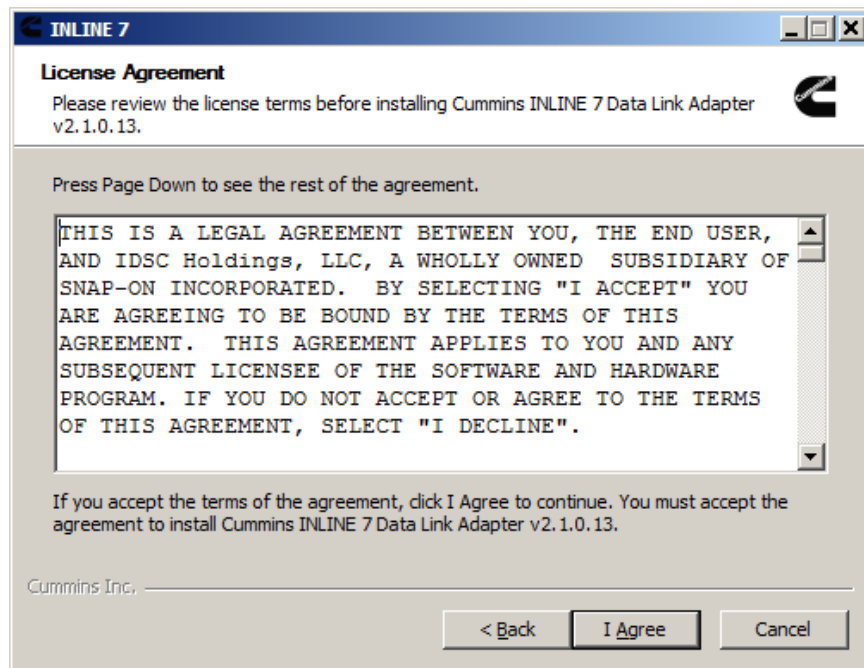 INLINE 7
License Agreement
Please review the license terms before installing Cummins INLINE 7 Data Link Adapter
v2.1.0.13.
Cummins
Press Page Down to see the rest of the agreement.
THIS IS A LEGAL AGREEMENT BETWEEN YOU, THE END USER,
AND IDSC Holdings, LLC, A WHOLLY OWNED  SUBSIDIARY OF
SNAP-ON INCORPORATED.  BY SELECTING "I ACCEPT" YOU
ARE AGREEING TO BE BOUND BY THE TERMS OF THIS
AGREEMENT.  THIS AGREEMENT APPLIES TO YOU AND ANY
SUBSEQUENT LICENSEE OF THE SOFTWARE AND HARDWARE
PROGRAM. IF YOU DO NOT ACCEPT OR AGREE TO THE TERMS
OF THIS AGREEMENT, SELECT "I DECLINE".
If you accept the terms of the agreement, click I Agree to continue. You must accept the
agreement to install Cummins INLINE 7 Data Link Adapter v2.1.0.13.
Cummins Inc.
< Back
I Agree
Cancel